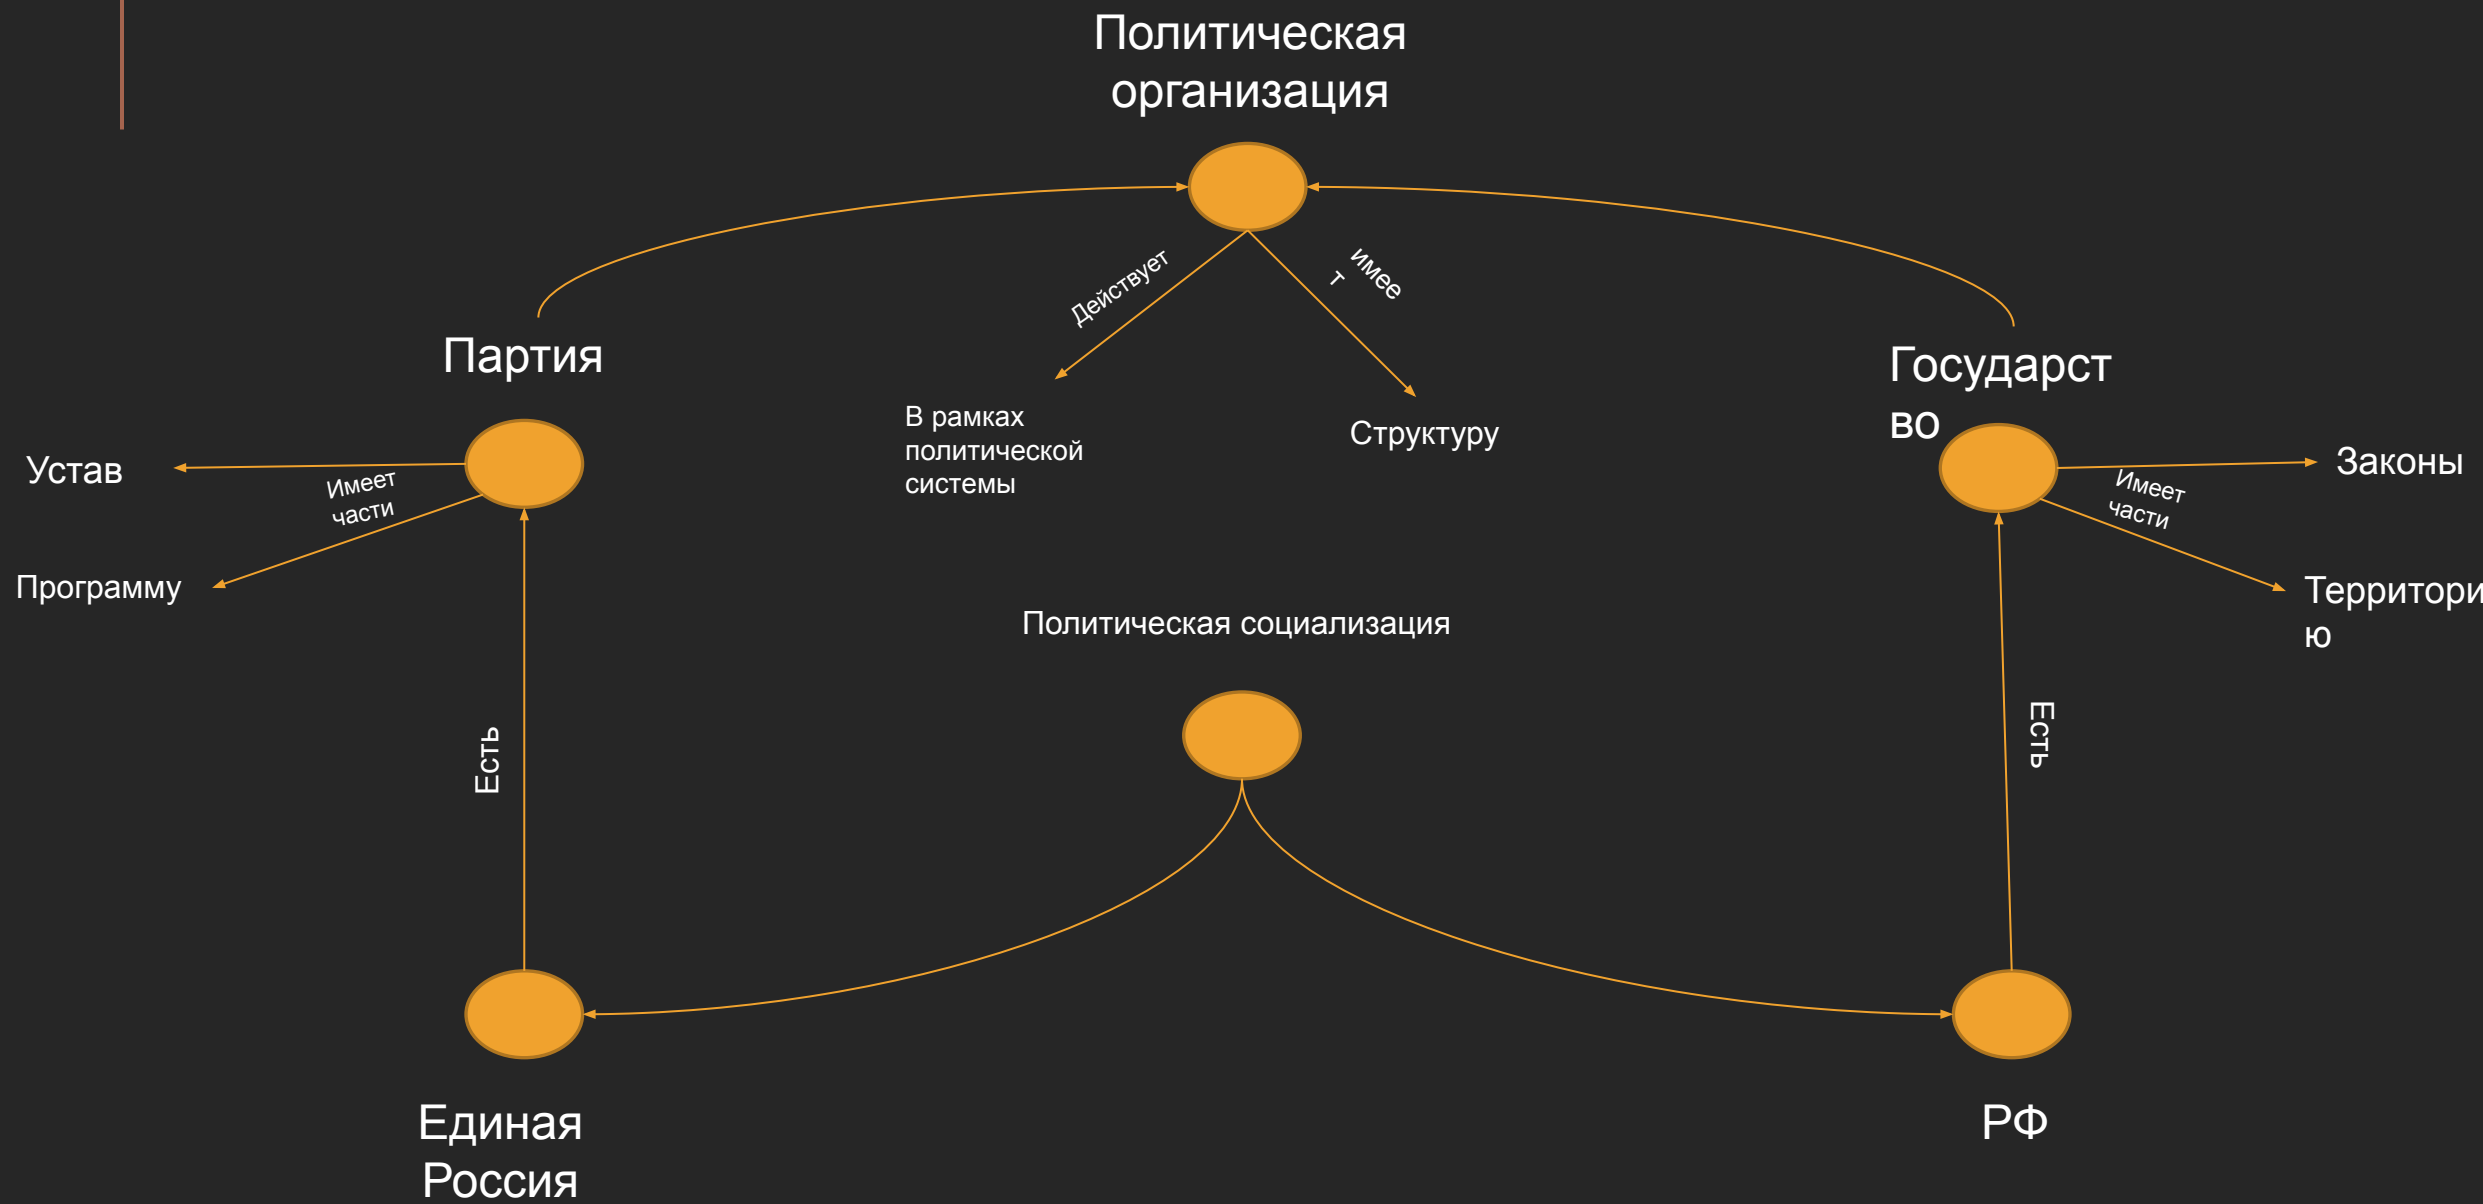 Политическая
организация
Действует
имее
т
Партия
Государст
во
В рамках
политической
системы
Структуру
Устав
Имеет
части
Программу
Законы
Имеет
части
Территори
ю
Политическая социализация
Есть
Есть
Единая
Россия
РФ